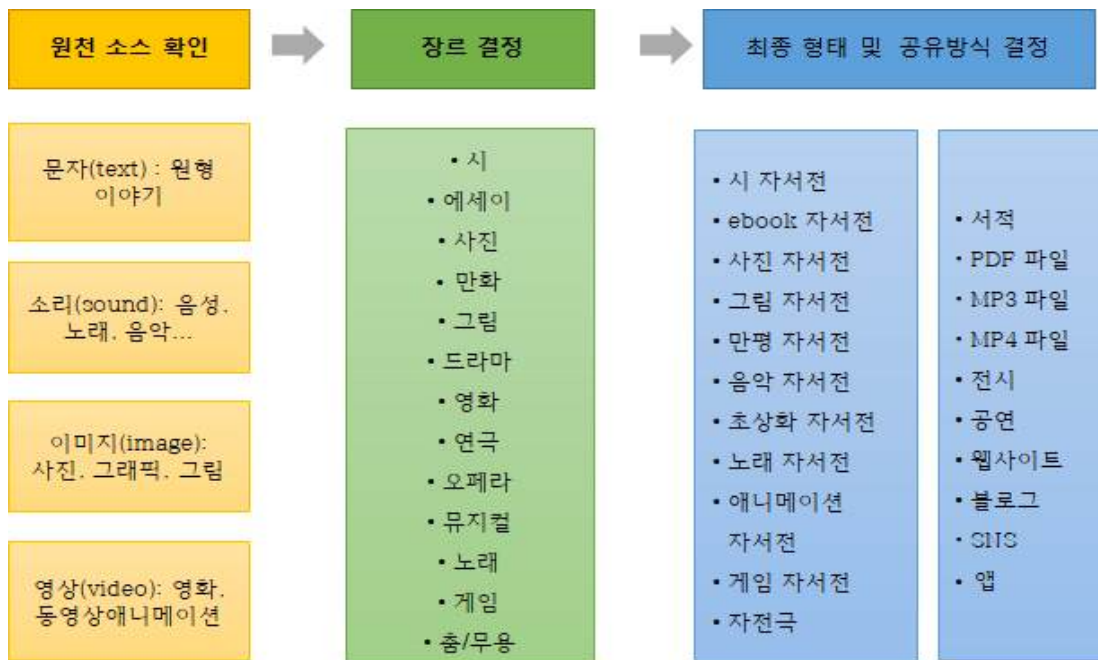 원천 소스 확인
장르 결정
최종 형태 및 공유방식 결정
문자(text) : 원형
이야기
소리(sound): 음성,
노래, 음악...
이미지(image):
사진, 그래픽, 그림
영상(video): 영화,
동영상애니메이션
• 시
• 에세이
• 사진
• 만화
• 그림
• 드라마
• 영화
• 연극
• 오페라
• 뮤지컬
• 노래
• 게임
• 춤/무용
• 시 자서전
• ebook 자서전
• 사진 자서전
• 그림 자서전
• 만평 자서전
• 음악 자서전
• 초상화 자서전
• 노래 자서전
• 애니메이션
자서전
• 게임 자서전
• 자전극
• 서적
• PDF 파일
• MP3 파일
• MP4 파일
• 전시
• 공연
• 웹사이트
• 블로그
• SNS
• 앱